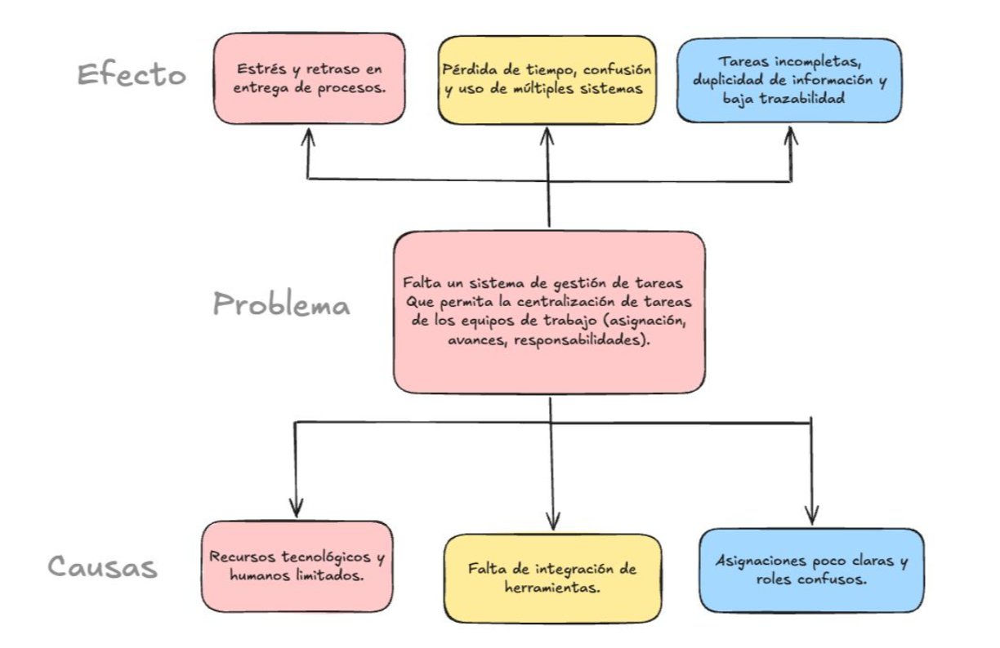 Efecto
Estrés y retraso en
entrega de procesos.
Pérdida de tiempo, confusión
y uso de múltiples sistemas
Tareas incompletas,
duplicidad de información y
baja trazabilidad
Problema
Falta un sistema de gestión de tareas
Que permita la centralización de tareas
de los equipos de trabajo (asignación,
avances, responsabilidades).
Causas
Recursos tecnológicos y
humanos limitados.
Falta de integración de
herramientas.
Asignaciones poco claras y
roles confusos.